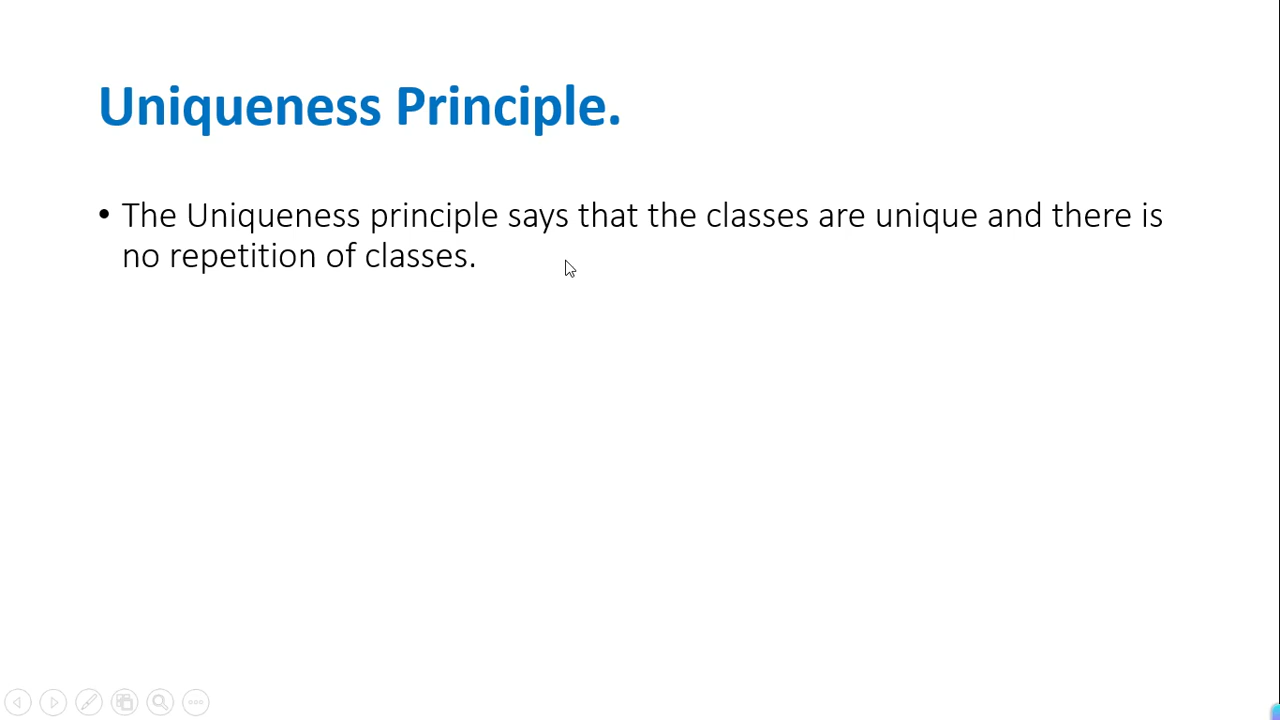 Uniqueness Principle.
• The Uniqueness principle says that the classes are unique and there is
no repetition of classes.